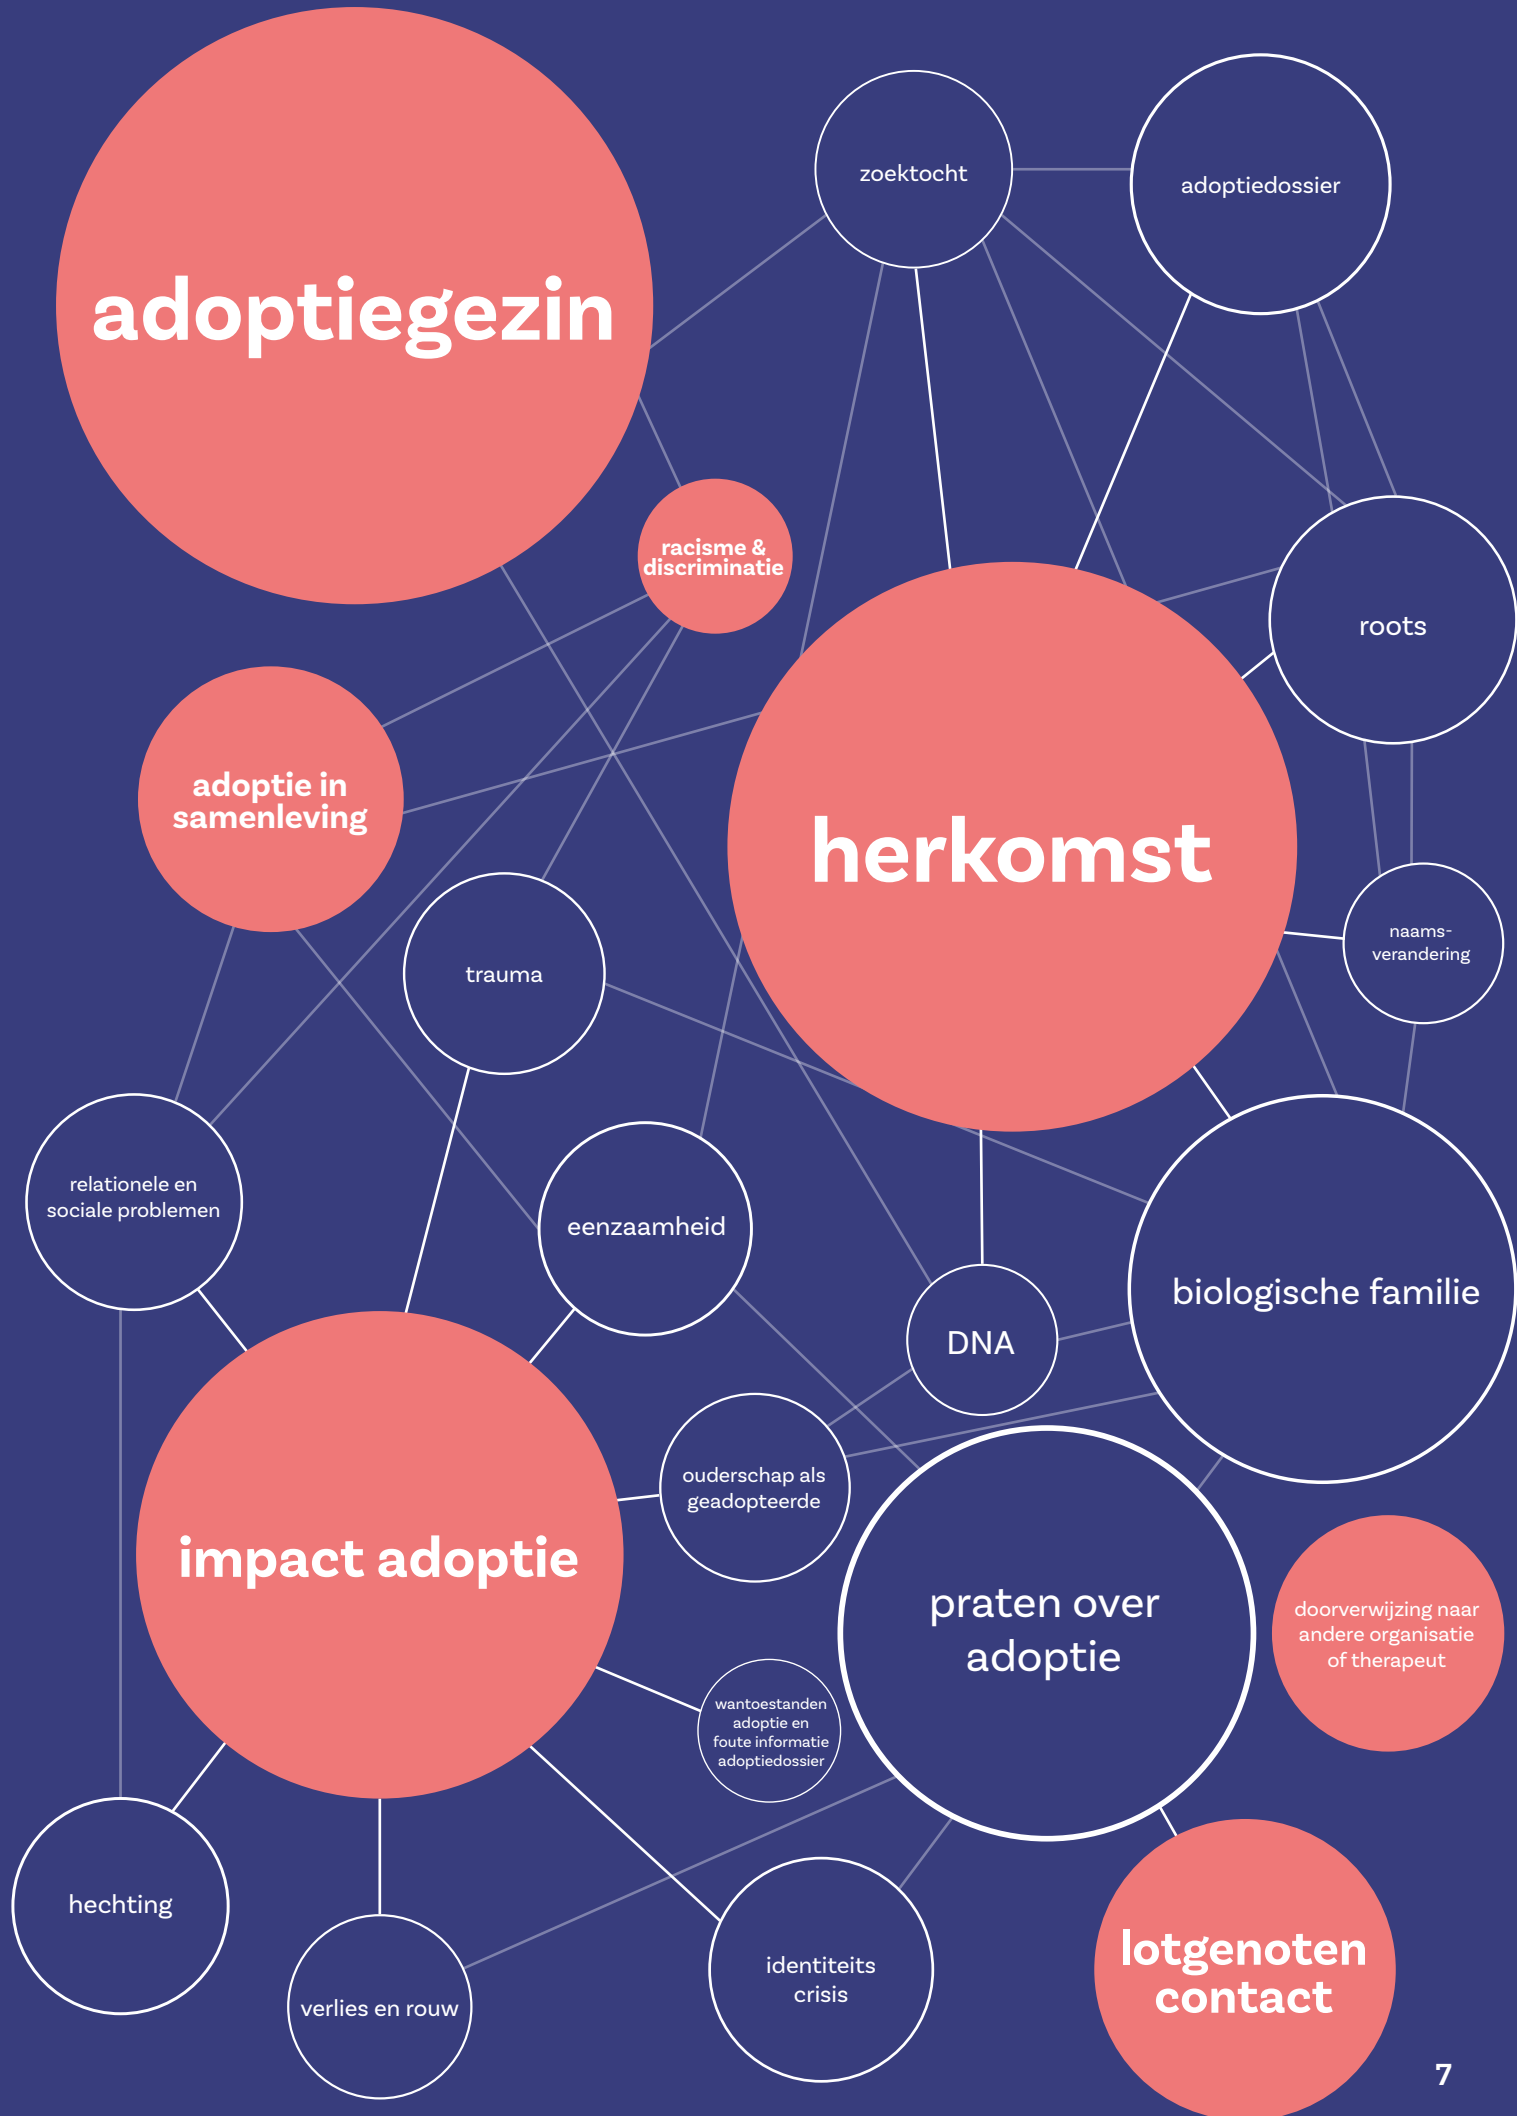 zoektocht
adoptiedossier
adoptiegezin
racisme &
discriminatie
roots
adoptie in
samenleving
herkomst
naams-
verandering
trauma
relationele en
sociale problemen
eenzaamheid
biologische familie
DNA
ouderschap als
geadopteerde
impact adoptie
praten over
adoptie
doorverwijzing naar
andere organisatie
of therapeut
wantoestanden
adoptie en
foute informatie
adoptiedossier
hechting
verlies en rouw
identiteits
crisis
lotgenoten
contact
7